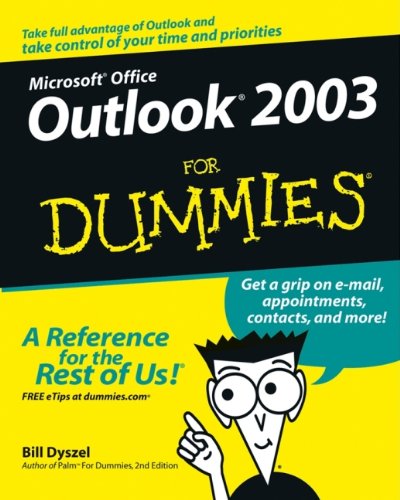 Take full advantage of Outlook and
take control of your time and priorities
Microsoft® Office
Outlook® 2003
FOR
DUMMIES®
Get a grip on e-mail,
appointments,
contacts, and more!
A Reference
for the
Rest of Us!®
FREE eTips at dummies.com®
Bill Dyszel
Author of Palm™ For Dummies, 2nd Edition